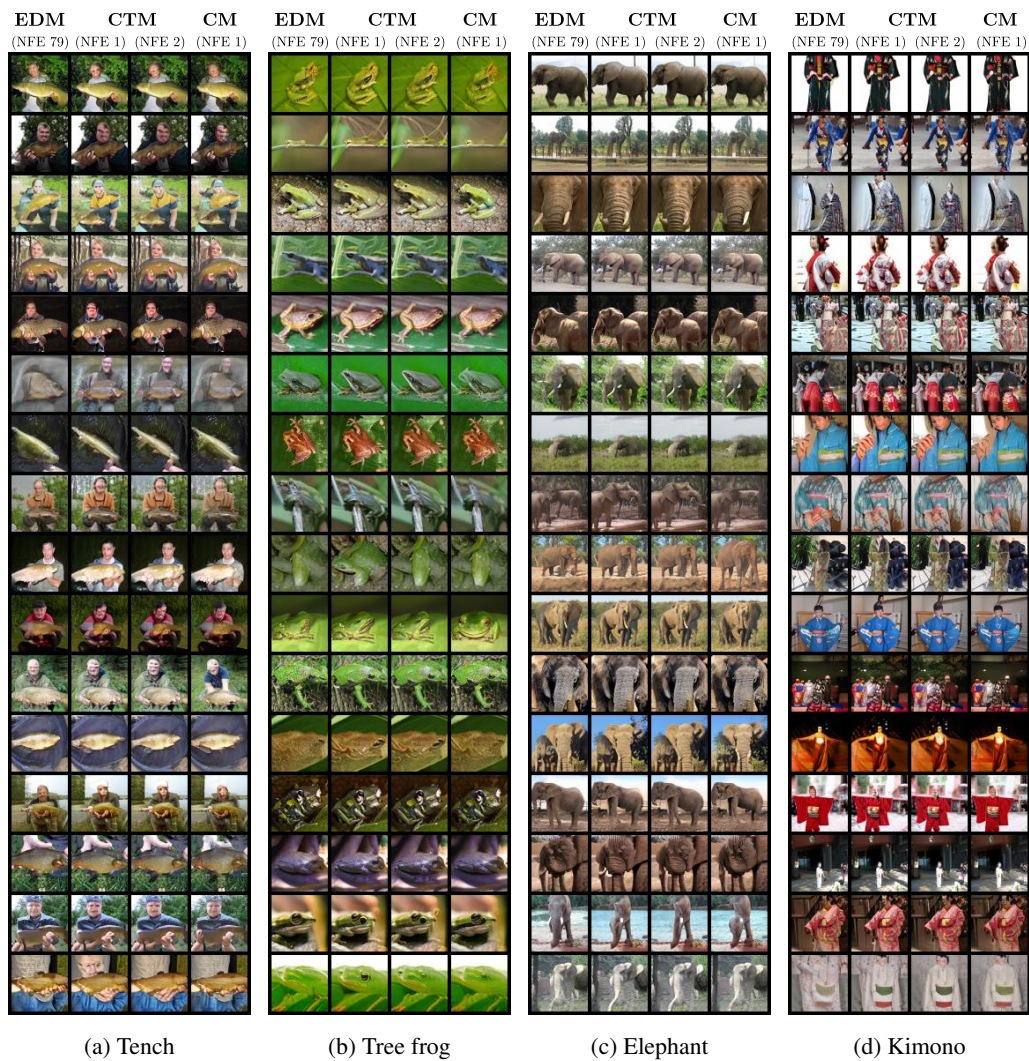 EDM CTM CM EDM CTM CM EDM CTM CM EDM CTM CM
(NFE 79) (NFE 1) (NFE 2) (NFE 1) (NFE 79) (NFE 1) (NFE 2) (NFE 1) (NFE 79) (NFE 1) (NFE 2) (NFE 1) (NFE 79) (NFE 1) (NFE 2) (NFE 1)
(a) Tench (b) Tree frog (c) Elephant (d) Kimono